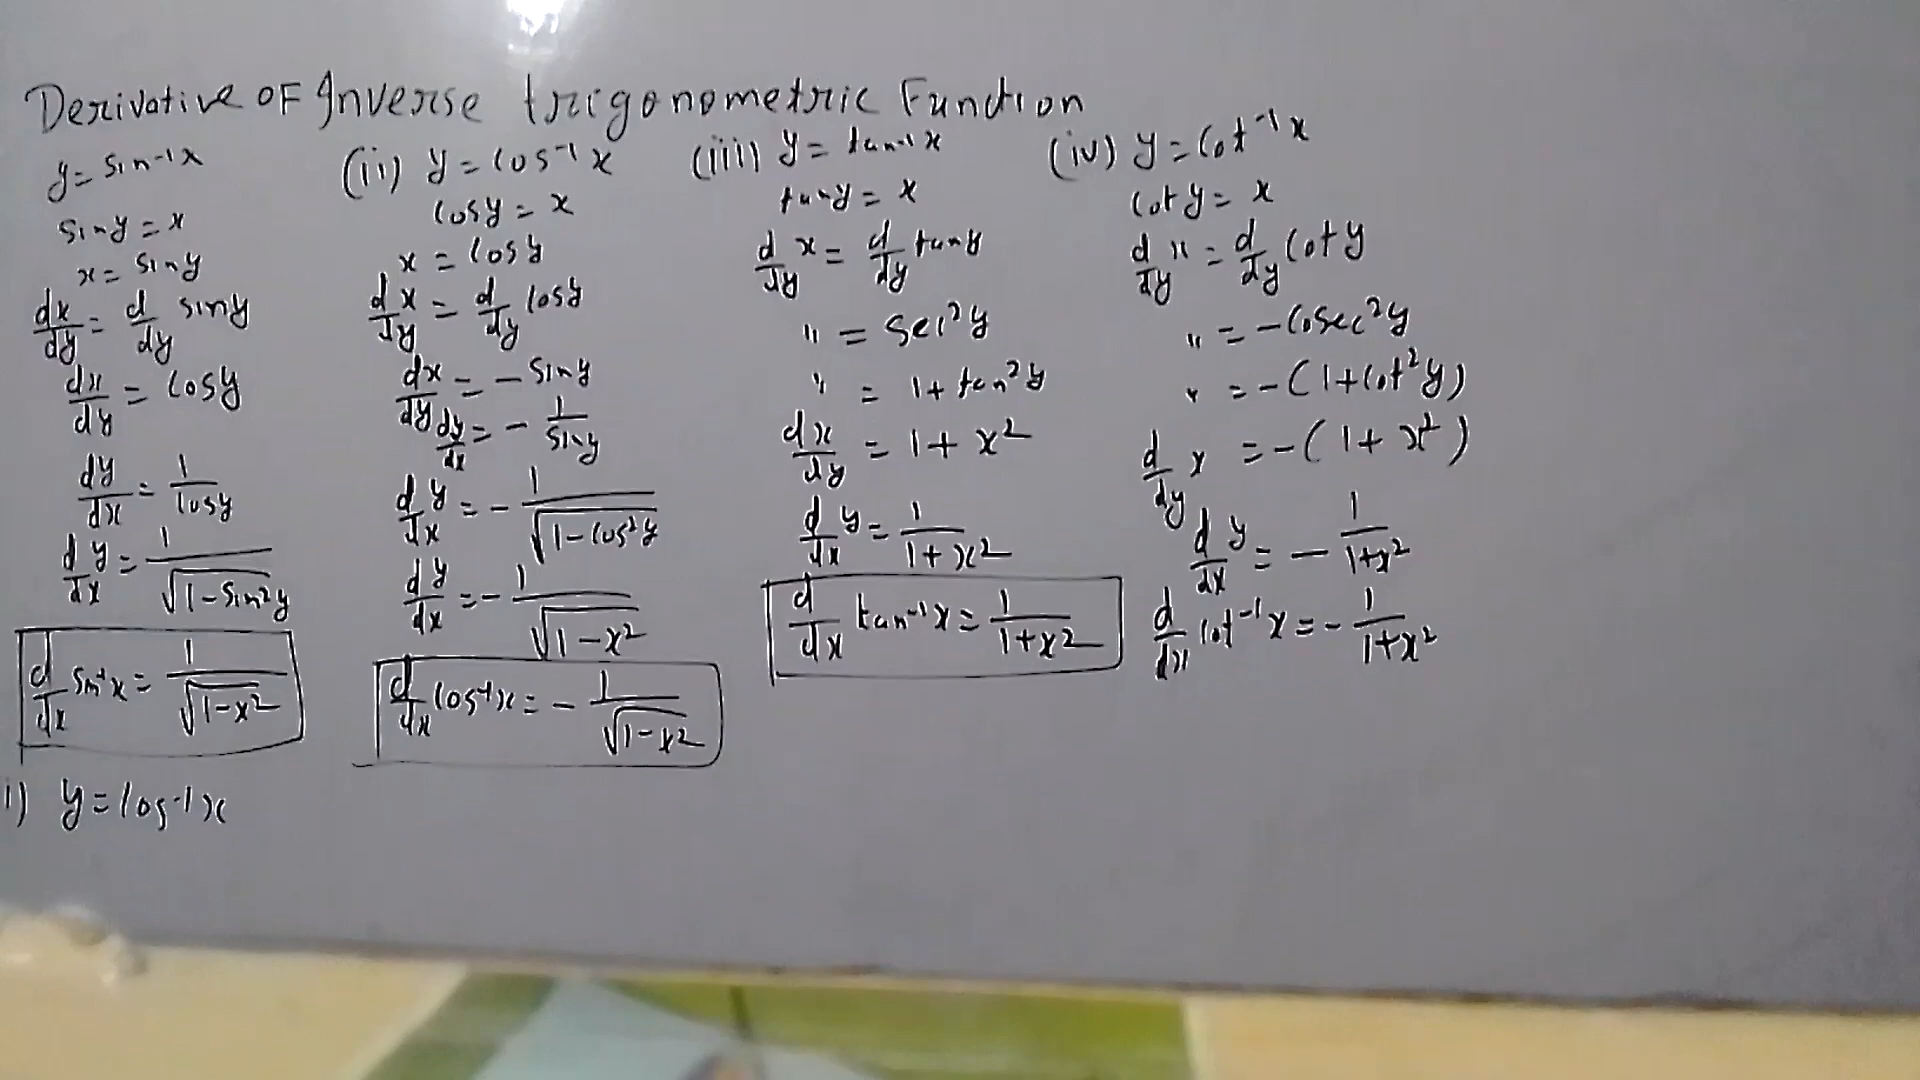 Derivative OF Inverse trigonometric Function
y = sin⁻¹x
sin y = x
x = sin y
dx/dy = d/dy sin y
dx/dy = cos y
dy/dx = 1/cos y
d/dx y = 1/√(1-sin²y)
d/dx sin⁻¹x = 1/√(1-x²)
i) y = cos⁻¹x
(ii) y = cos⁻¹x
cos y = x
x = cos y
dx/dy = d/dy cos y
dx/dy = - sin y
dy/dx = - 1/sin y
d/dx y = - 1/√(1-cos²y)
dy/dx = - 1/√(1-x²)
d/dx cos⁻¹x = - 1/√(1-x²)
(iii) y = tan⁻¹x
tan y = x
d/dy x = d/dy tan y
" = sec²y
" = 1 + tan²y
dx/dy = 1 + x²
d/dx y = 1/(1+x²)
d/dx tan⁻¹x = 1/(1+x²)
(iv) y = cot⁻¹x
cot y = x
d/dy x = d/dy cot y
" = - cosec²y
" = - (1+cot²y)
d/dy x = - (1+x²)
d/dx y = - 1/(1+x²)
d/dx cot⁻¹x = - 1/(1+x²)